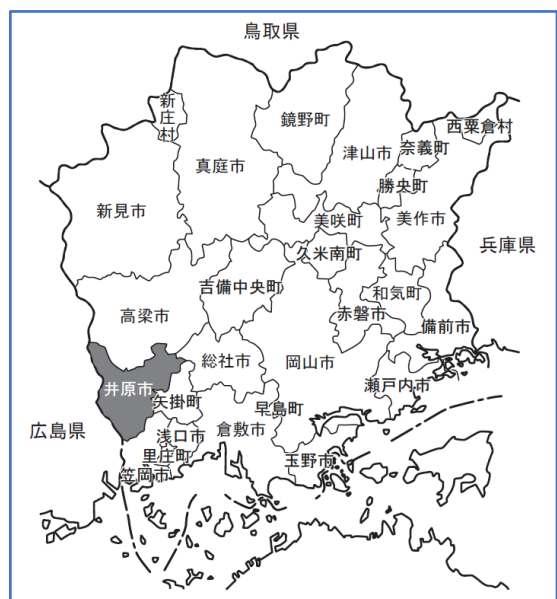 鳥取県
新庄村
鏡野町
西粟倉村
奈義町
津山市
真庭市
勝央町
新見市
美咲町
美作市
兵庫県
久米南町
吉備中央町
和気町
高梁市
赤磐市
備前市
総社市
岡山市
井原市
瀬戸内市
矢掛町
早島町
広島県
浅口市
倉敷市
里庄町
玉野市
笠岡市